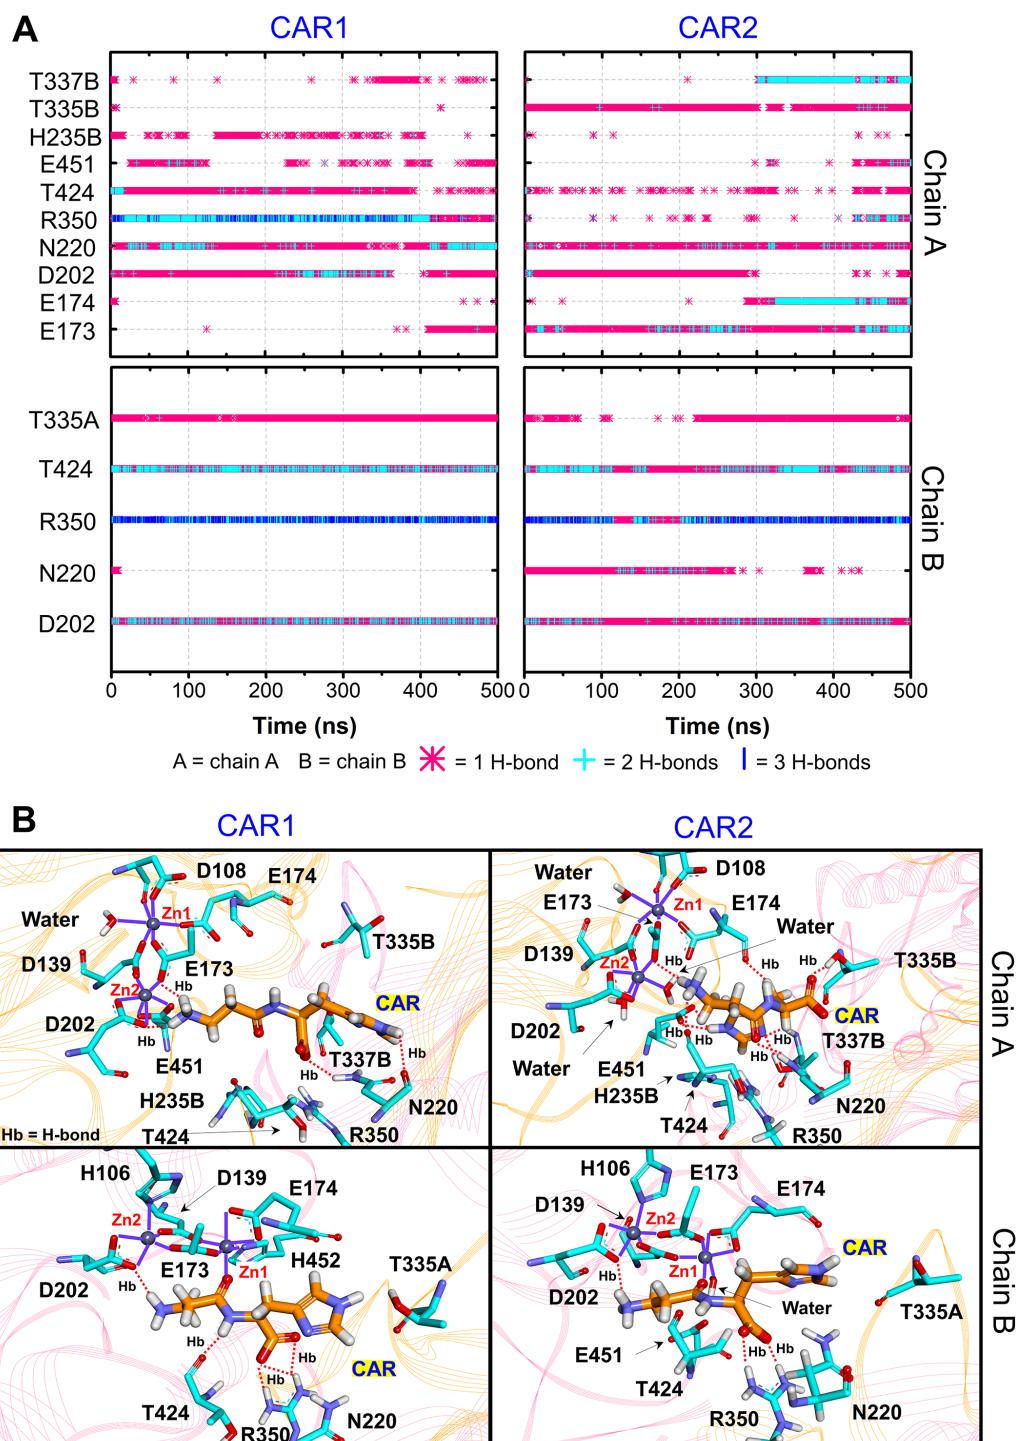 A
CAR1 CAR2
T337B
T335B
H235B
E451
T424
R350
N220
D202
E174
E173
Chain A
T335A
T424
R350
N220
D202
Chain B
0 100 200 300 400 500 0 100 200 300 400 500
Time (ns) Time (ns)
A = chain A B = chain B = 1 H-bond = 2 H-bonds = 3 H-bonds
B
CAR1 CAR2
D108
E174
Water
Zn1
T335B
D139
E173
Zn2
Hb
CAR
D202
Hb
E451
T337B
Hb
Hb
H235B
N220
T424
R350
Hb = H-bond
Water
D108
E173
Zn1
E174
Water
D139
Zn2
Hb
Hb
T335B
CAR
D202
Hb
Hb
T337B
Water
Hb
E451
H235B
N220
T424
R350
Chain A
H106
D139
E174
Zn2
H452
D202
E173
Zn1
T335A
Hb
Hb
Hb
CAR
T424
N220
R350
H106
E173
D139
E174
Zn2
CAR
Zn1
Hb
D202
Water
T335A
E451
Hb
Hb
T424
N220
R350
Chain B